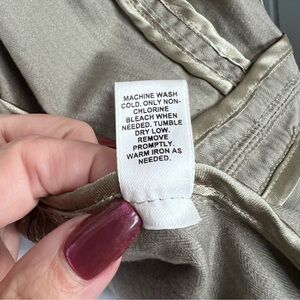 MACHINE WASH
COLD. ONLY NON-
CHLORINE
BLEACH WHEN
NEEDED. TUMBLE
DRY LOW.
REMOVE
PROMPTLY.
WARM IRON AS
NEEDED.